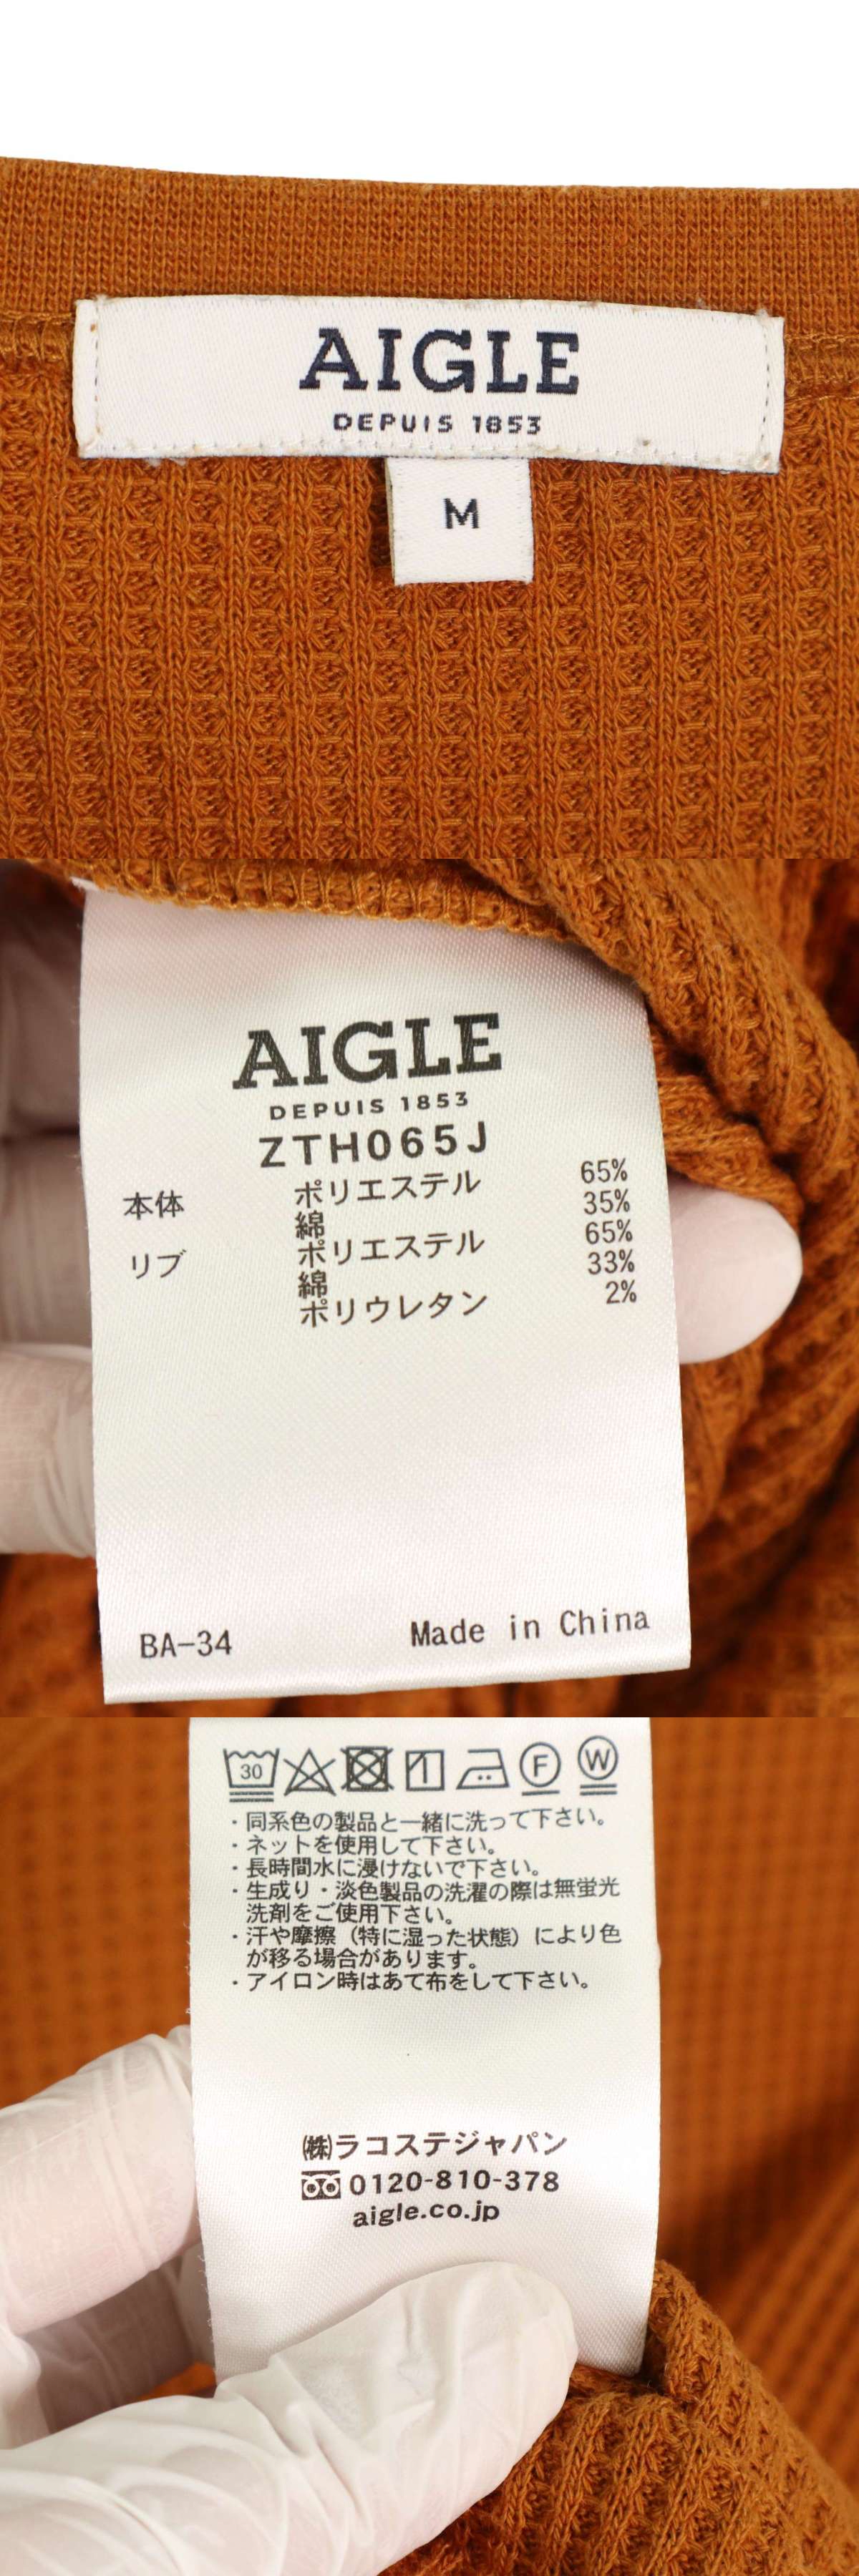 AIGLE
DEPUIS 1853
M
AIGLE
DEPUIS 1853
ZTH065J
本体 ポリエステル 65%
綿 35%
リブ ポリエステル 65%
綿 33%
ポリウレタン 2%
BA-34 Made in China
30 F W
・同系色の製品と一緒に洗って下さい。
・ネットを使用して下さい。
・長時間水に浸けないで下さい。
・生成り・淡色製品の洗濯の際は無蛍光
洗剤をご使用下さい。
・汗や摩擦（特に湿った状態）により色
が移る場合があります。
・アイロン時はあて布をして下さい。
㈱ラコステジャパン
0120-810-378
aigle.co.jp